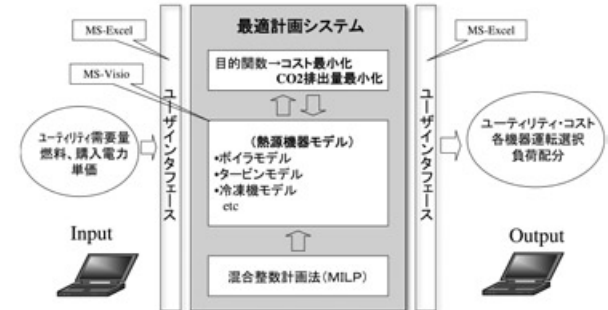 MS-Excel
MS-Visio
ユーザインタフェース
ユーティリティ需要量
燃料、購入電力
単価
Input
最適計画システム
目的関数→コスト最小化
CO2排出量最小化
(熱源機器モデル)
•ボイラモデル
•タービンモデル
•冷凍機モデル
etc
混合整数計画法(MILP)
MS-Excel
ユーザインタフェース
ユーティリティ・コスト
各機器運転選択
負荷配分
Output